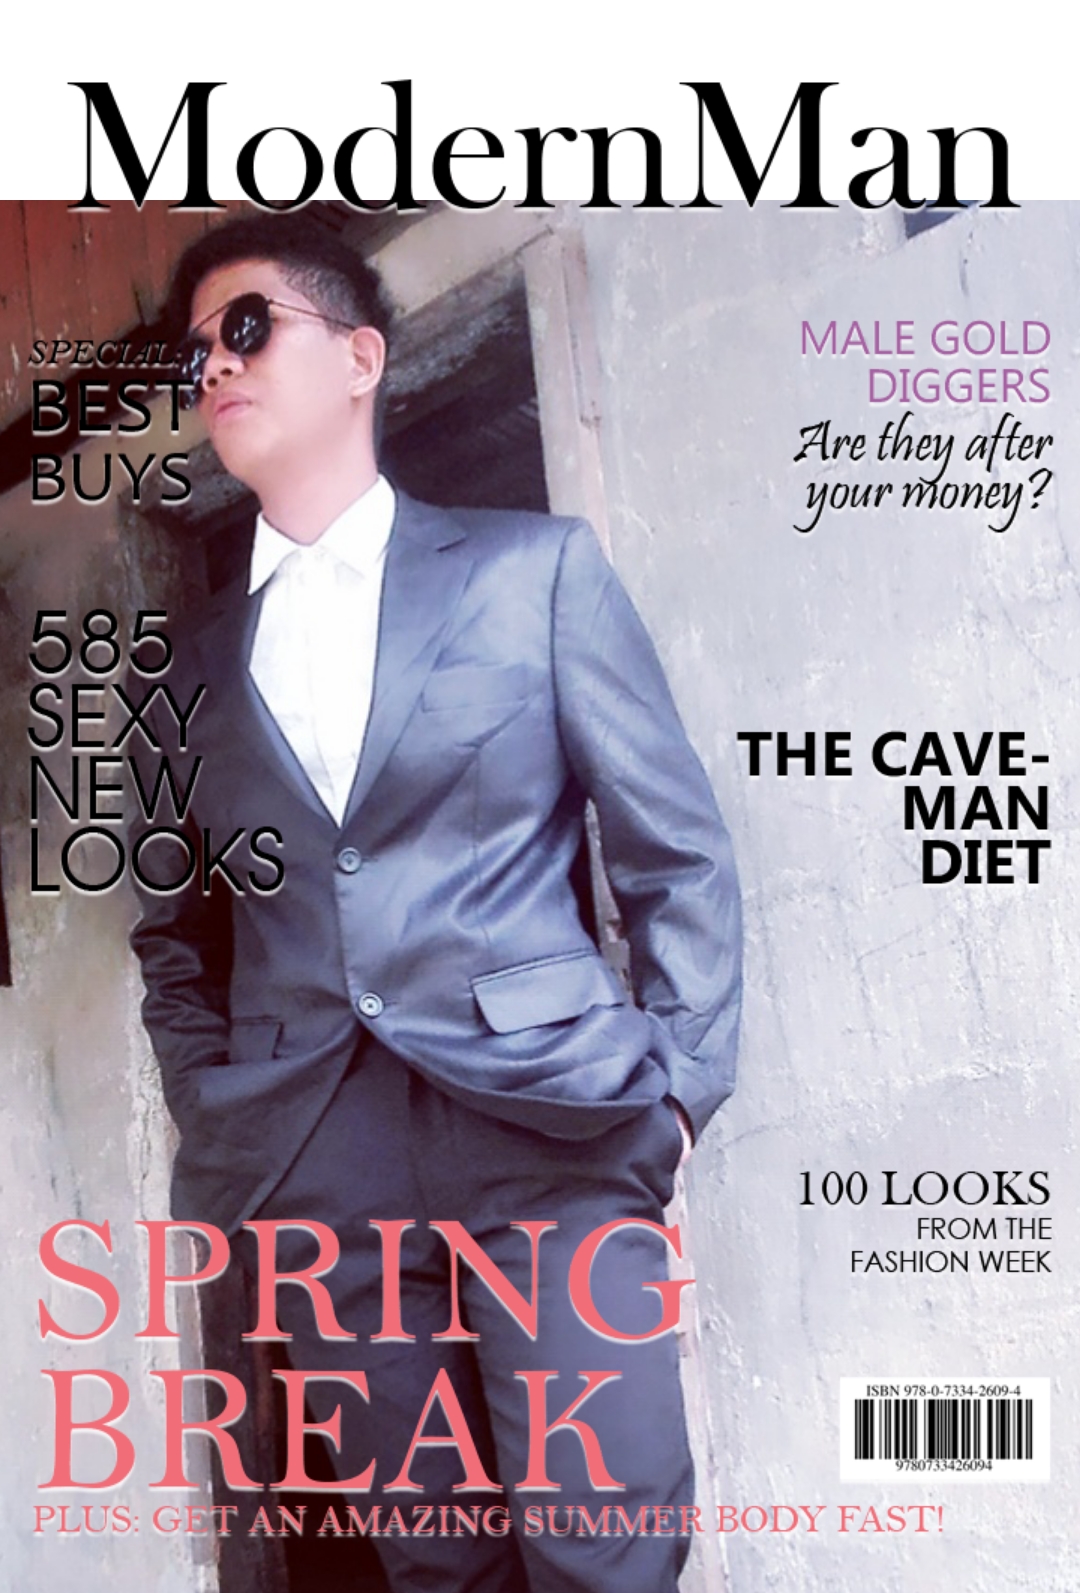 ModernMan
SPECIAL:
BEST
BUYS
MALE GOLD
DIGGERS
Are they after
your money?
585
SEXY
NEW
LOOKS
THE CAVE-
MAN
DIET
100 LOOKS
FROM THE
FASHION WEEK
SPRING
BREAK
PLUS: GET AN AMAZING SUMMER BODY FAST!
ISBN 978-0-7334-2609-4
9780733426094